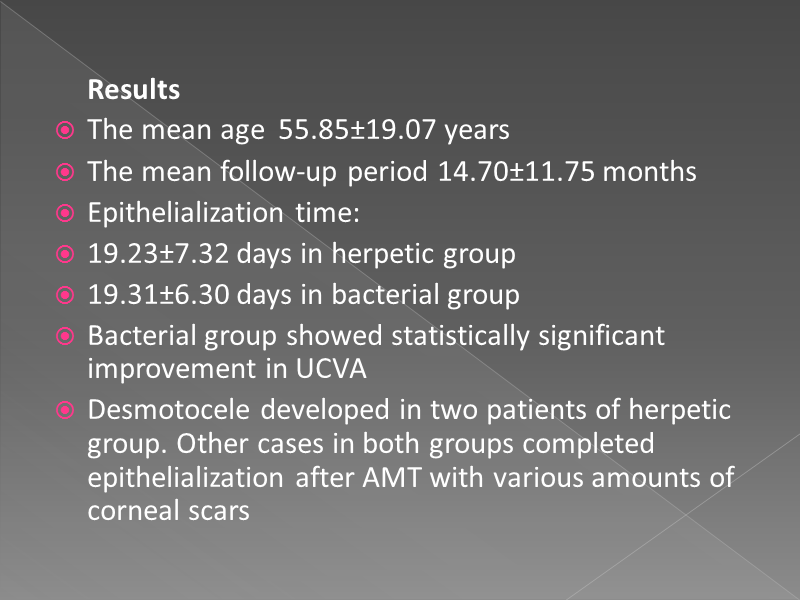 Results
The mean age 55.85±19.07 years
The mean follow-up period 14.70±11.75 months
Epithelialization time:
19.23±7.32 days in herpetic group
19.31±6.30 days in bacterial group
Bacterial group showed statistically significant
improvement in UCVA
Desmotocele developed in two patients of herpetic
group. Other cases in both groups completed
epithelialization after AMT with various amounts of
corneal scars